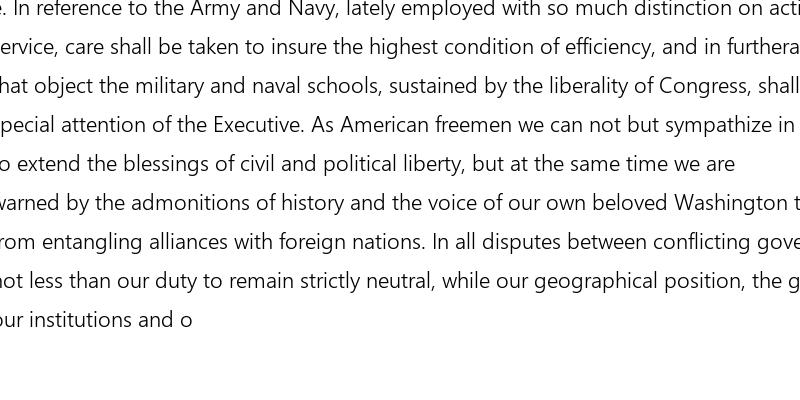 e. In reference to the Army and Navy, lately employed with so much distinction on acti
ervice, care shall be taken to insure the highest condition of efficiency, and in furthera
hat object the military and naval schools, sustained by the liberality of Congress, shall
pecial attention of the Executive. As American freemen we can not but sympathize in
o extend the blessings of civil and political liberty, but at the same time we are
warned by the admonitions of history and the voice of our own beloved Washington t
rom entangling alliances with foreign nations. In all disputes between conflicting gove
not less than our duty to remain strictly neutral, while our geographical position, the g
our institutions and o